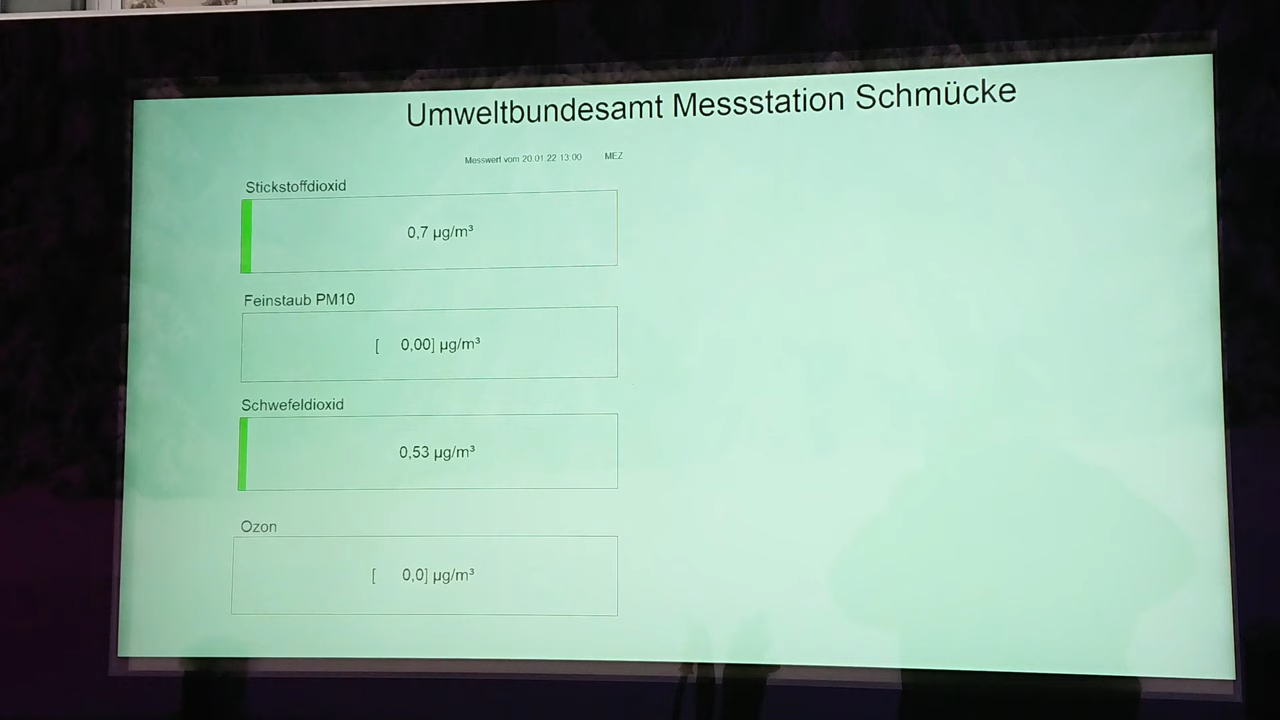 Umweltbundesamt Messstation Schmücke
Messwert vom 20.01.22 13:00 MEZ
Stickstoffdioxid
0,7 µg/m³
Feinstaub PM10
[ 0,00] µg/m³
Schwefeldioxid
0,53 µg/m³
Ozon
[ 0,0] µg/m³